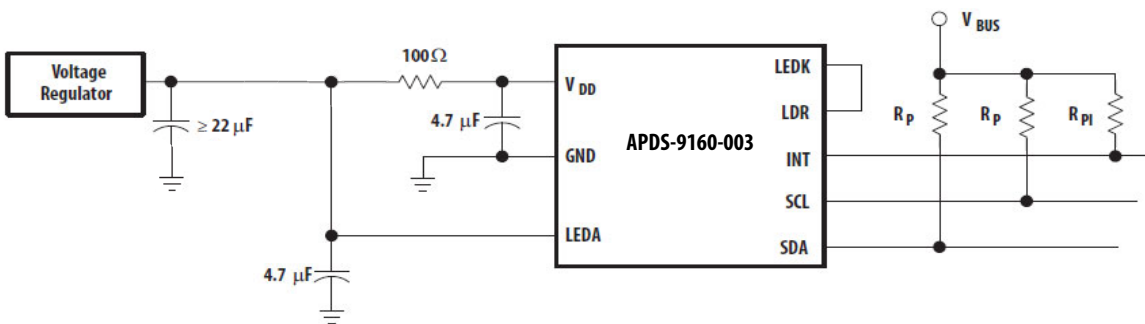 V BUS
100Ω
Voltage
Regulator
LEDK
V DD
LDR
≥ 22 µF
4.7 µF
R P
R P
R PI
APDS-9160-003
GND
INT
SCL
LEDA
SDA
4.7 µF